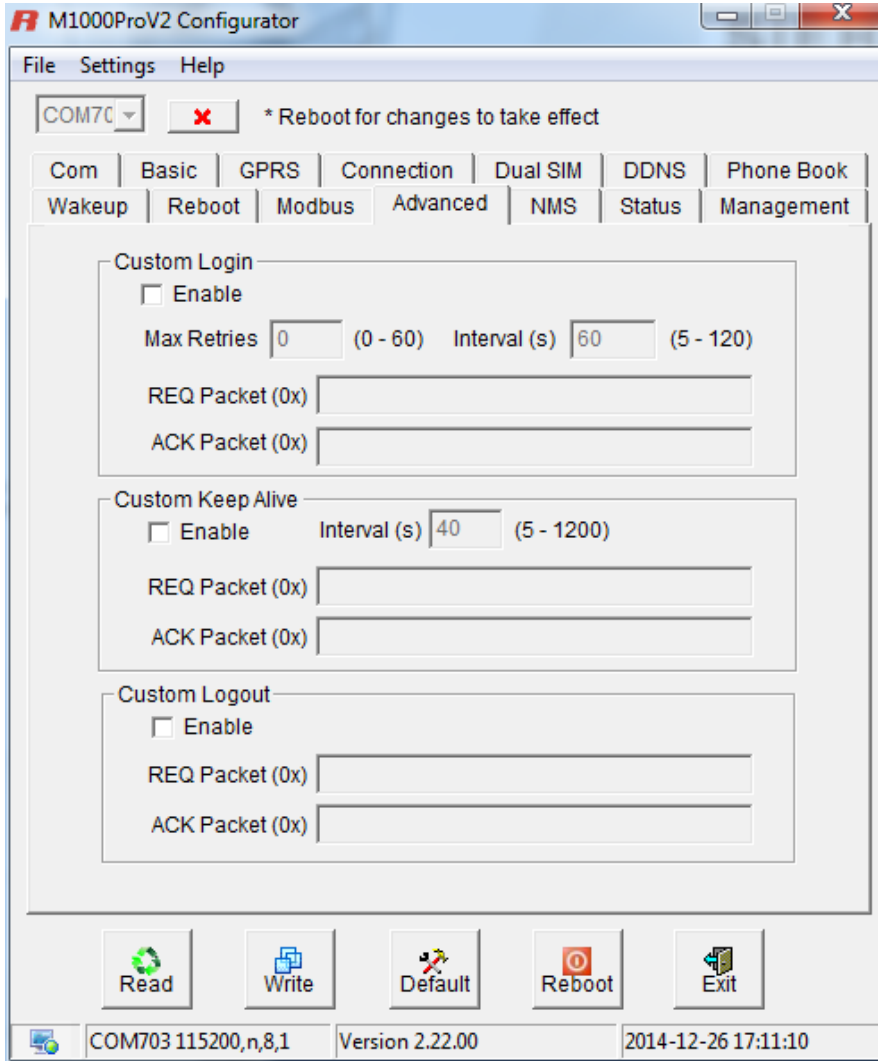 M1000ProV2 Configurator
File Settings Help
COM70 * Reboot for changes to take effect
Com Basic GPRS Connection Dual SIM DDNS Phone Book
Wakeup Reboot Modbus Advanced NMS Status Management
Custom Login
Enable
Max Retries 0 (0 - 60) Interval (s) 60 (5 - 120)
REQ Packet (0x)
ACK Packet (0x)
Custom Keep Alive
Enable Interval (s) 40 (5 - 1200)
REQ Packet (0x)
ACK Packet (0x)
Custom Logout
Enable
REQ Packet (0x)
ACK Packet (0x)
Read Write Default Reboot Exit
COM703 115200,n,8,1 Version 2.22.00 2014-12-26 17:11:10